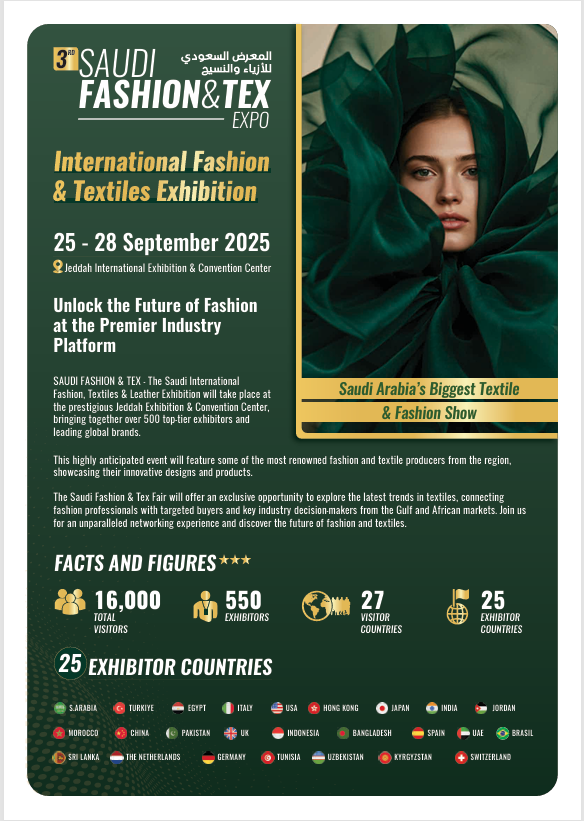 3RD SAUDI
المعرض السعودي
للأزياء والنسيج
FASHION&TEX
EXPO
International Fashion
& Textiles Exhibition
25 - 28 September 2025
Jeddah International Exhibition & Convention Center
Unlock the Future of Fashion
at the Premier Industry
Platform
SAUDI FASHION & TEX - The Saudi International
Fashion, Textiles & Leather Exhibition will take place at
the prestigious Jeddah Exhibition & Convention Center,
bringing together over 500 top-tier exhibitors and
leading global brands.
Saudi Arabia's Biggest Textile
& Fashion Show
This highly anticipated event will feature some of the most renowned fashion and textile producers from the region,
showcasing their innovative designs and products.
The Saudi Fashion & Tex Fair will offer an exclusive opportunity to explore the latest trends in textiles, connecting
fashion professionals with targeted buyers and key industry decision-makers from the Gulf and African markets. Join us
for an unparalleled networking experience and discover the future of fashion and textiles.
FACTS AND FIGURES
16,000
TOTAL
VISITORS
550
EXHIBITORS
27
VISITOR
COUNTRIES
25
EXHIBITOR
COUNTRIES
25 EXHIBITOR COUNTRIES
S.ARABIA TURKIYE EGYPT ITALY USA HONG KONG JAPAN INDIA JORDAN
MOROCCO CHINA PAKISTAN UK INDONESIA BANGLADESH SPAIN UAE BRASIL
SRI LANKA THE NETHERLANDS GERMANY TUNISIA UZBEKISTAN KYRGYZSTAN SWITZERLAND